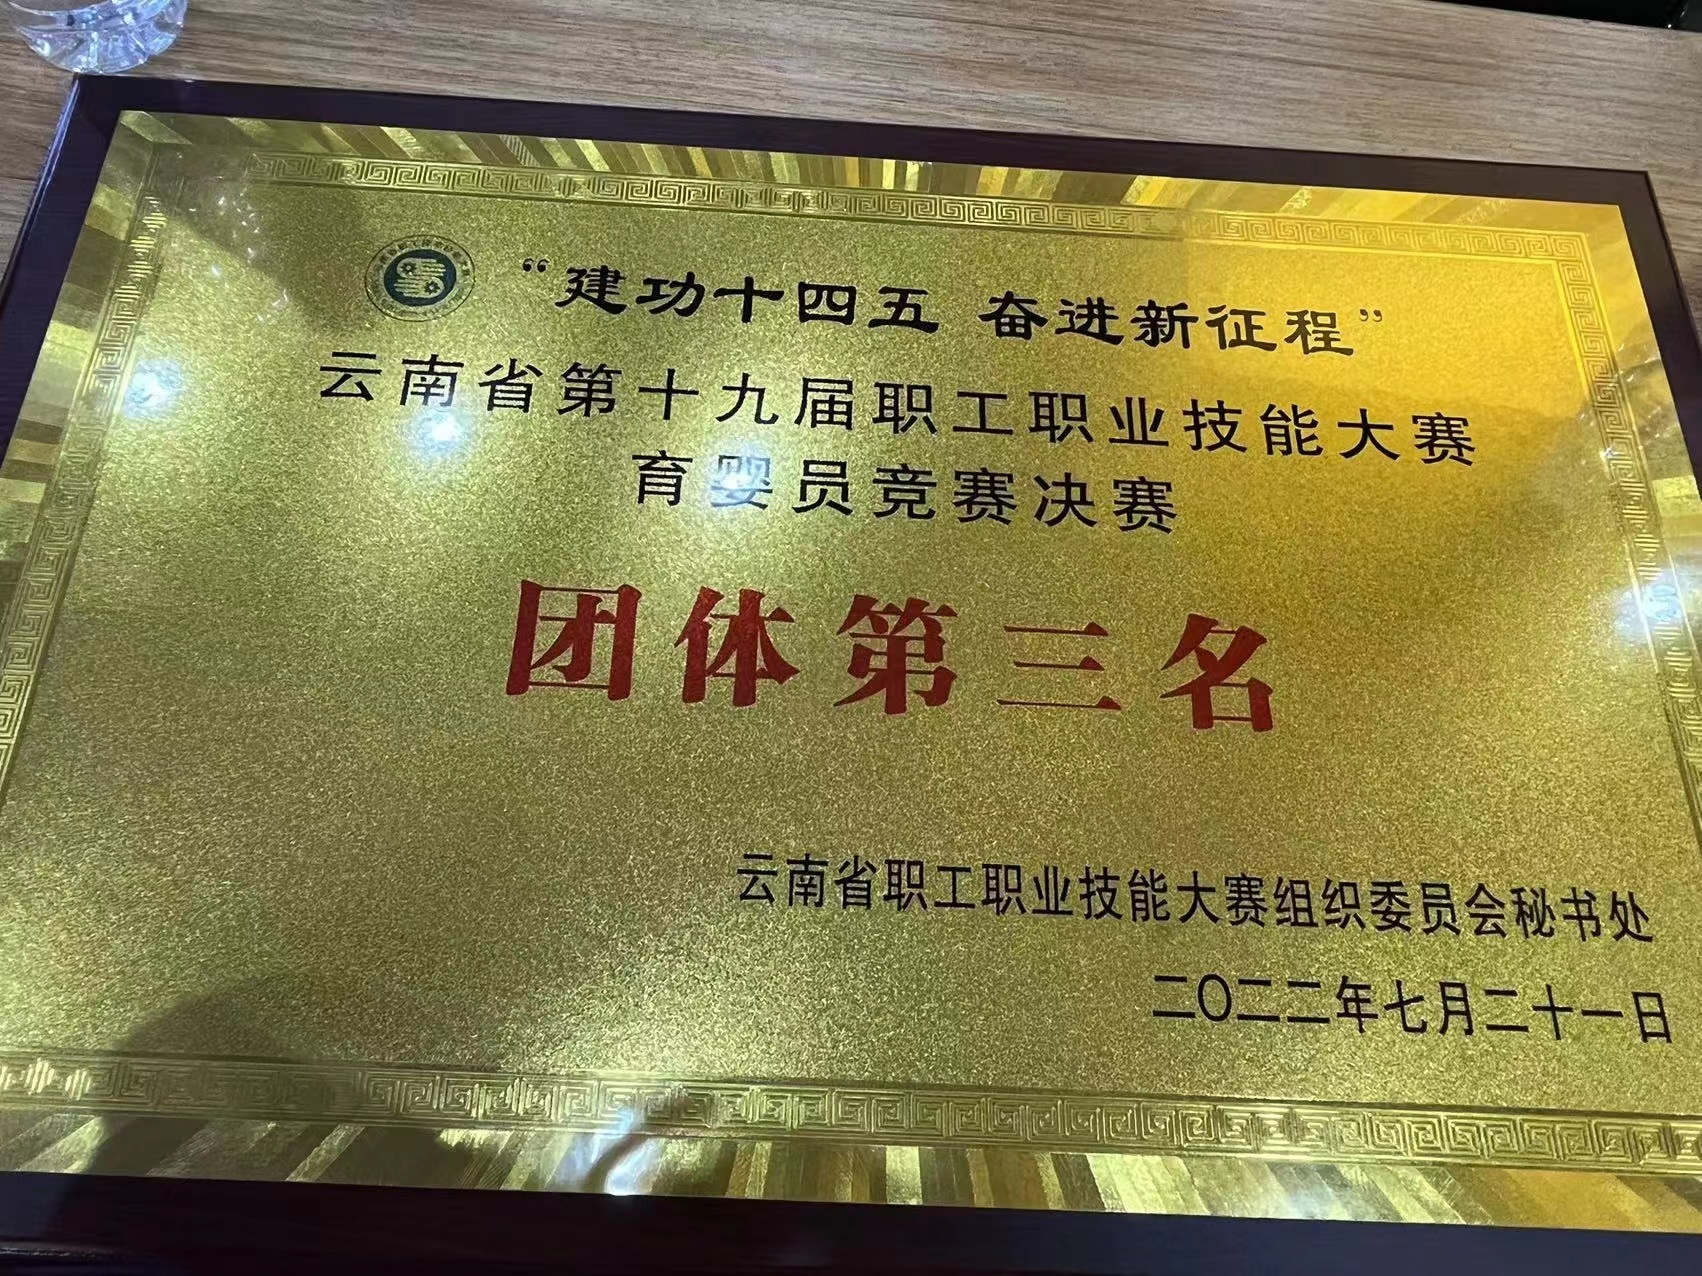 “建功十四五 奋进新征程”
云南省第十九届职工职业技能大赛
育婴员竞赛决赛
团体第三名
云南省职工职业技能大赛组织委员会秘书处
二〇二二年七月二十一日